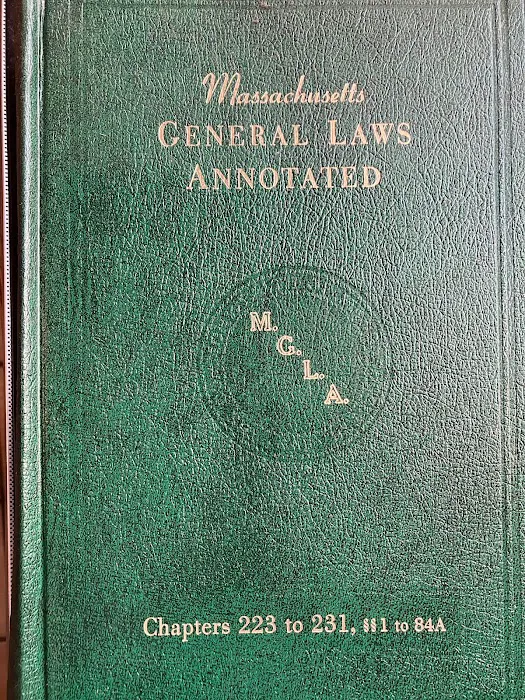 Massachusetts
GENERAL LAWS
ANNOTATED
M.
G.
L.
A.
Chapters 223 to 231, §§ 1 to 84A